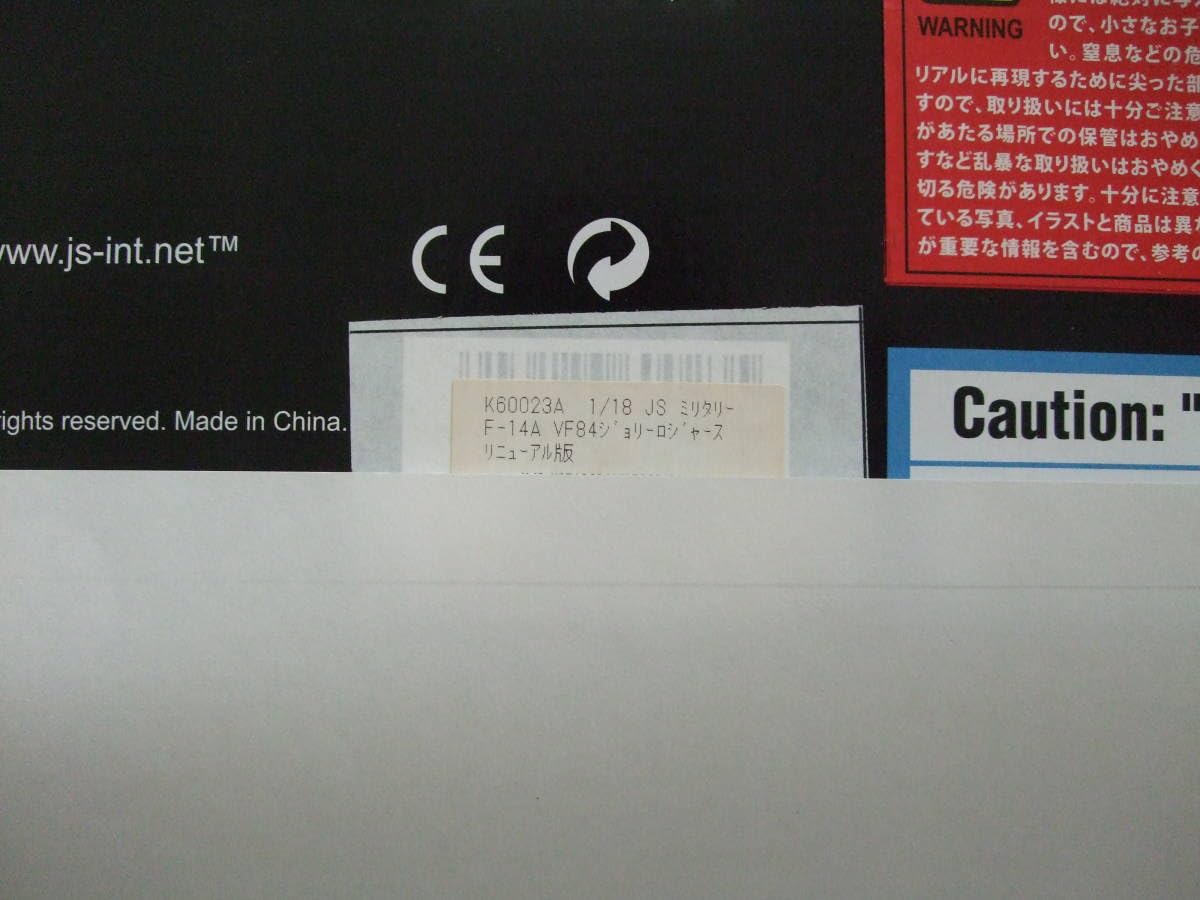 WARNING
ので、小さなお子
い。窒息などの危
リアルに再現するために尖った部
すので、取り扱いには十分ご注意
があたる場所での保管はおやめ
すなど乱暴な取り扱いはおやめく
切る危険があります。十分に注意
ている写真、イラストと商品は異な
が重要な情報を含むので、参考の
www.js-int.net™
CE
K60023A 1/18 JS ミリタリー
F-14A VF84ジョリーロジャース
リニューアル版
rights reserved. Made in China.
Caution: "